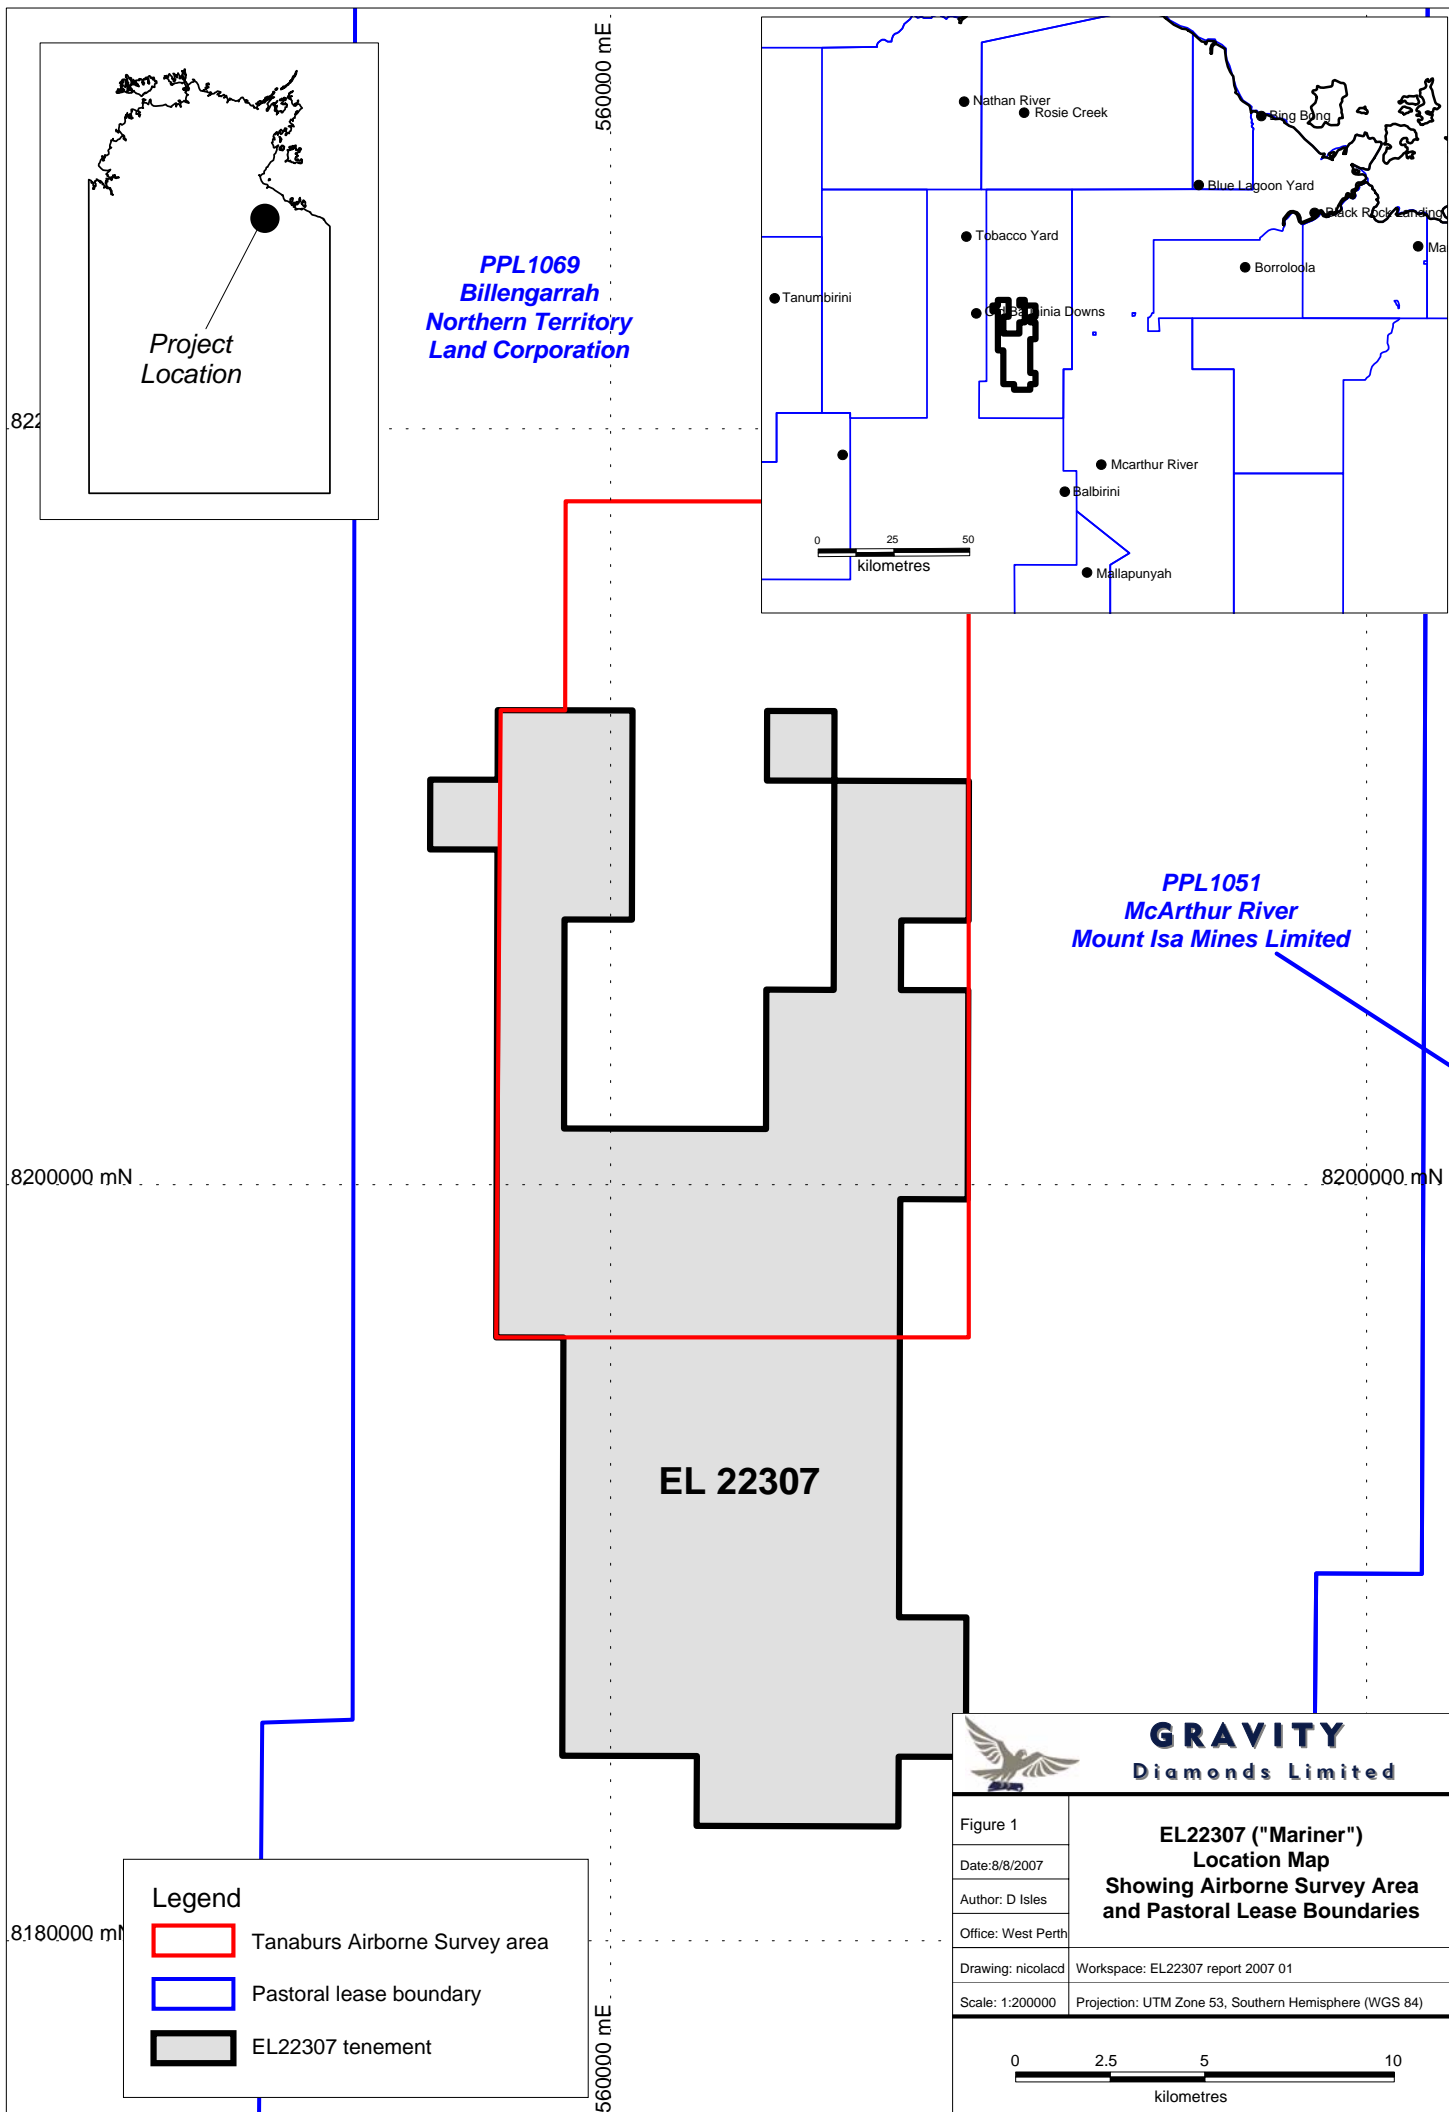 560000 mE
Project
Location
PPL1069
Billengarrah
Northern Territory
Land Corporation
Nathan River
Rosie Creek
Bing Bong
Blue Lagoon Yard
Black Rock Landing
Tobacco Yard
Ma
Borroloola
Tanumbirini
Old Bauhinia Downs
Mcarthur River
Balbirini
Mallapunyah
0 25 50
kilometres
822
PPL1051
McArthur River
Mount Isa Mines Limited
8200000 mN
8200000 mN
EL 22307
8180000 mN
560000 mE
Legend
Tanaburs Airborne Survey area
Pastoral lease boundary
EL22307 tenement
GRAVITY
Diamonds Limited
Figure 1
Date:8/8/2007
Author: D Isles
Office: West Perth
EL22307 ("Mariner")
Location Map
Showing Airborne Survey Area
and Pastoral Lease Boundaries
Drawing: nicolacd
Workspace: EL22307 report 2007 01
Scale: 1:200000
Projection: UTM Zone 53, Southern Hemisphere (WGS 84)
0 2.5 5 10
kilometres